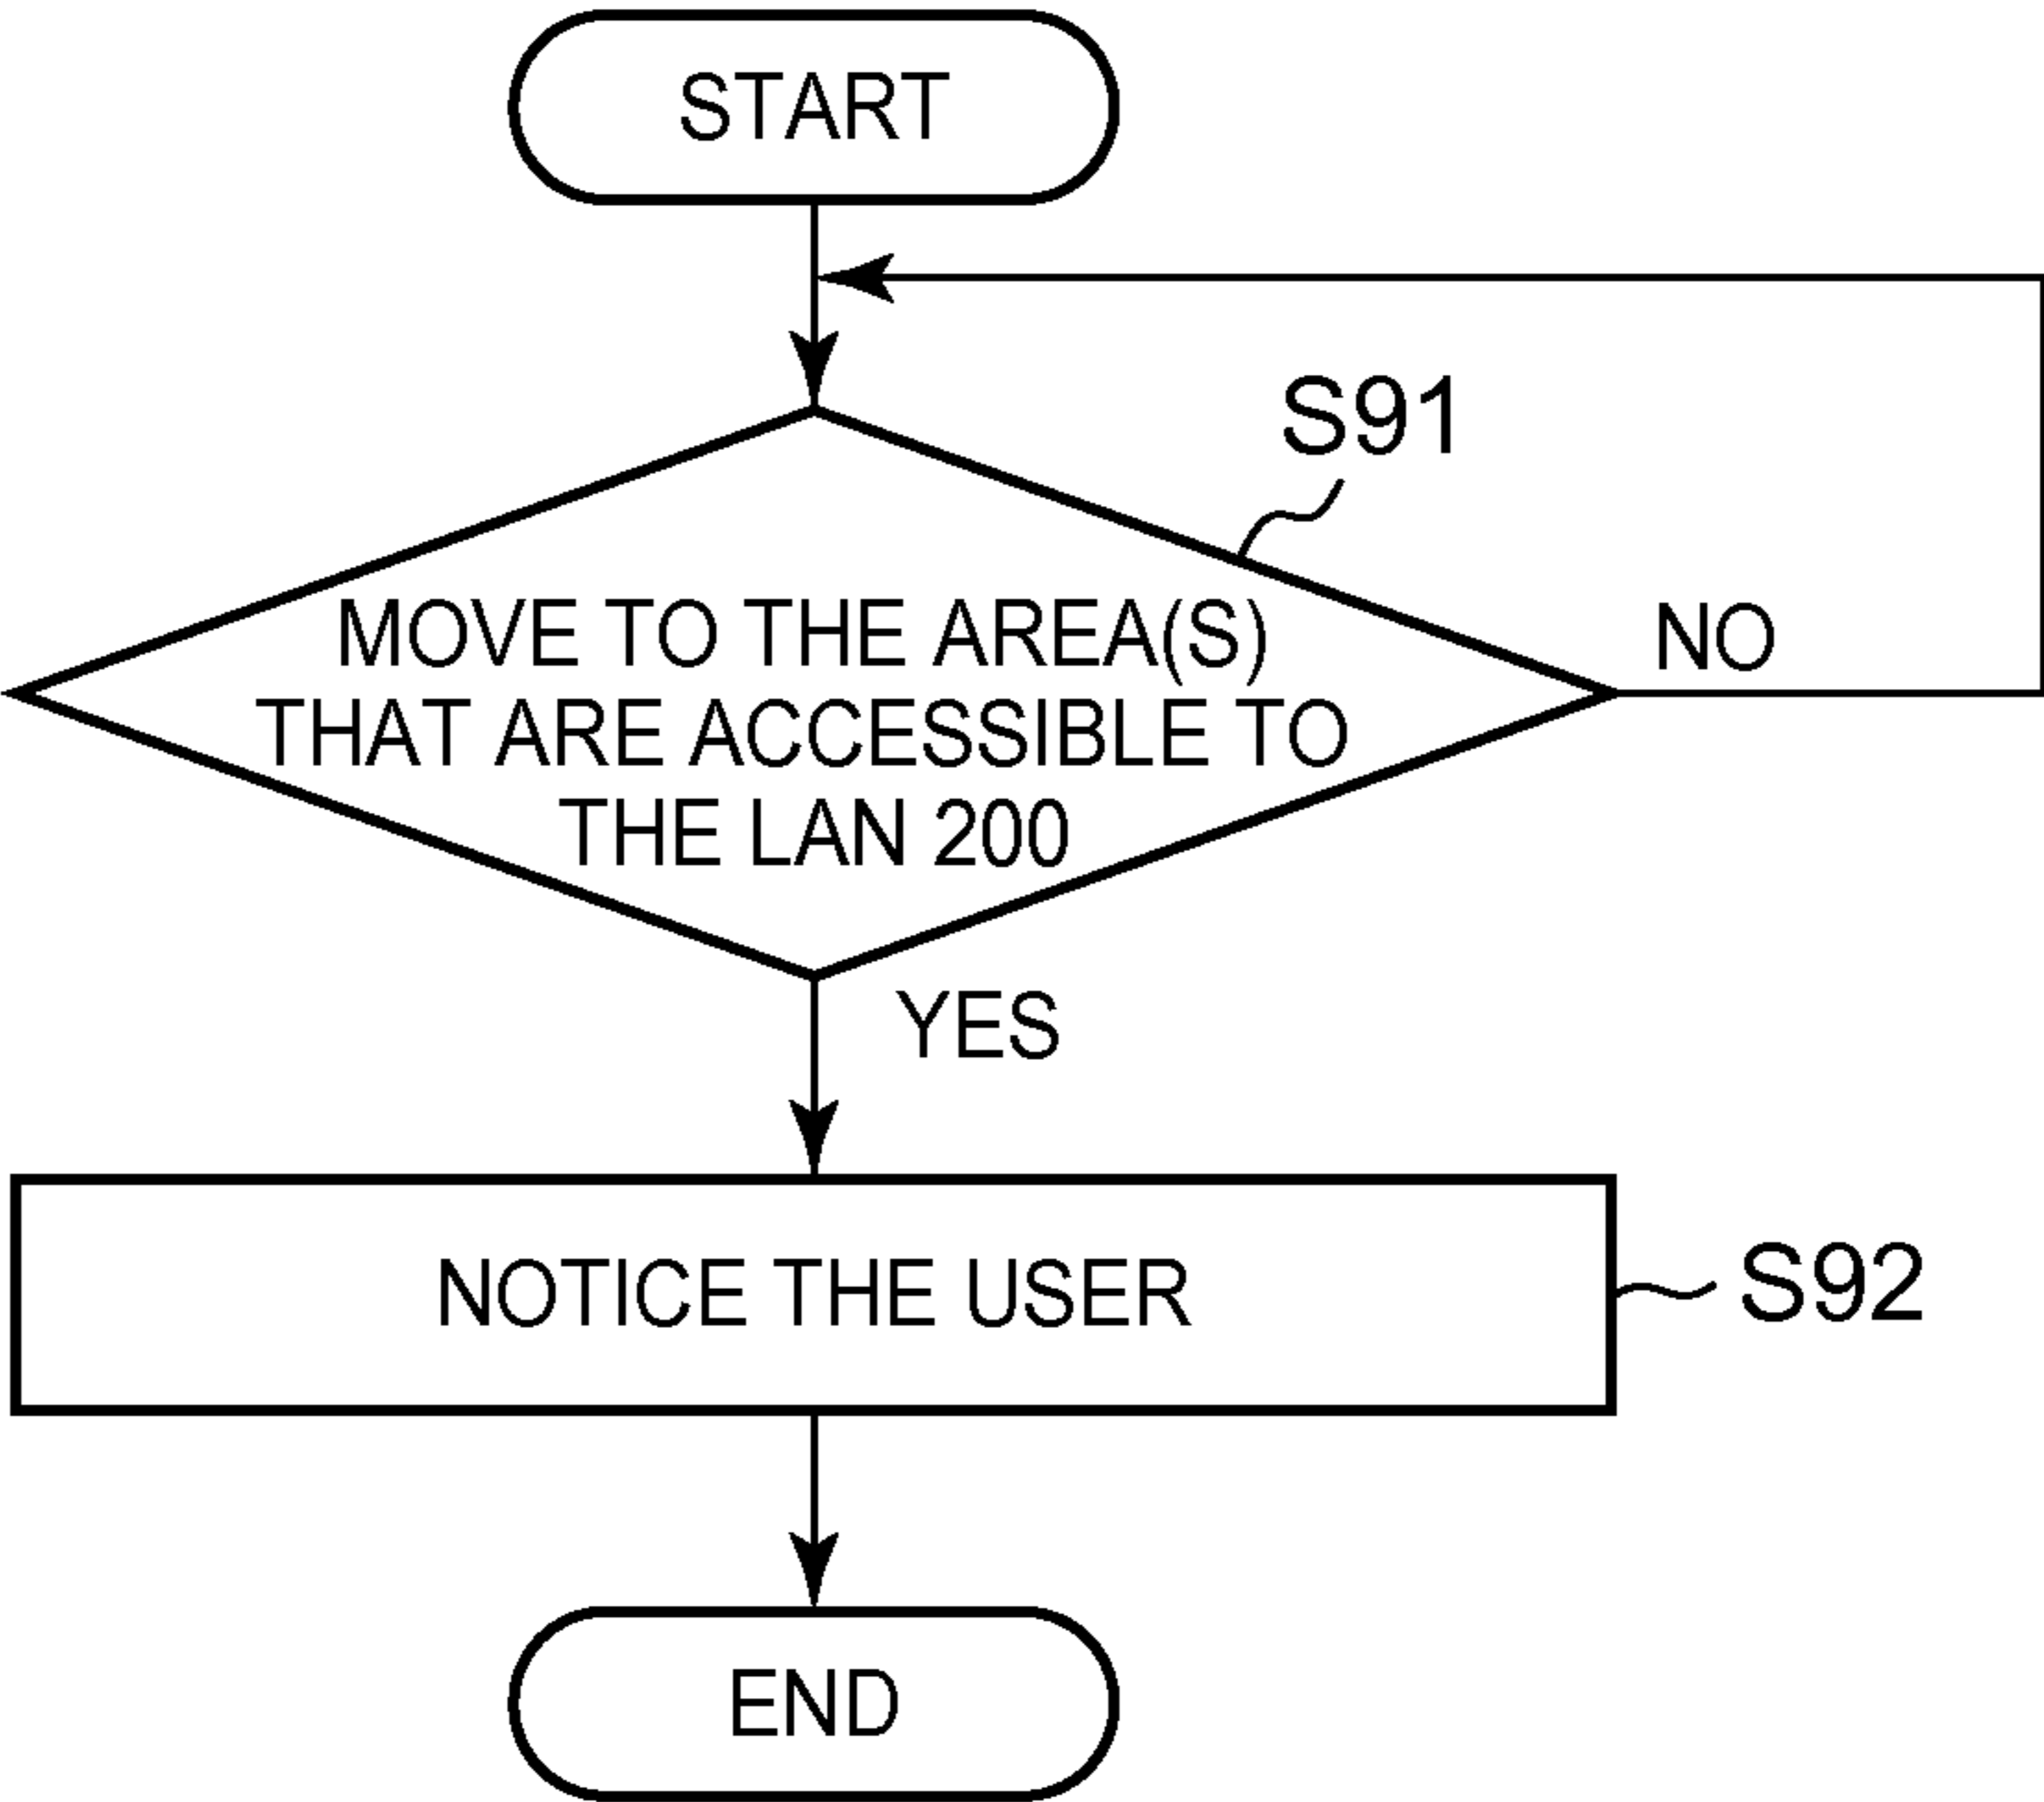 START
S91
MOVE TO THE AREA(S)
THAT ARE ACCESSIBLE TO
THE LAN 200
NO
YES
NOTICE THE USER
S92
END